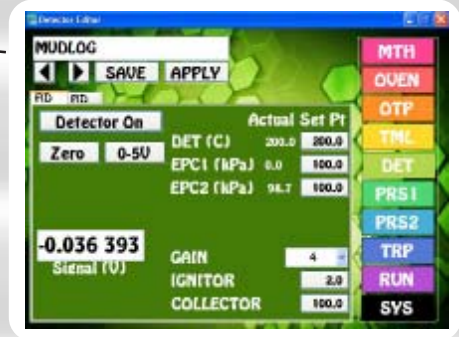 Detector Editor
MUDLOG
MTH
SAVE APPLY
OVEN
OTP
Detector On
Actual Set Pt
TML
Zero 0-5V
DET (C) 200.0 200.0
DET
EPC1 (kPa) 0.0 100.0
EPC2 (kPa) 98.7 100.0
PRS1
PRS2
-0.036 393
Signal (V)
GAIN 4
TRP
IGNITOR 2.0
RUN
COLLECTOR 100.0
SYS